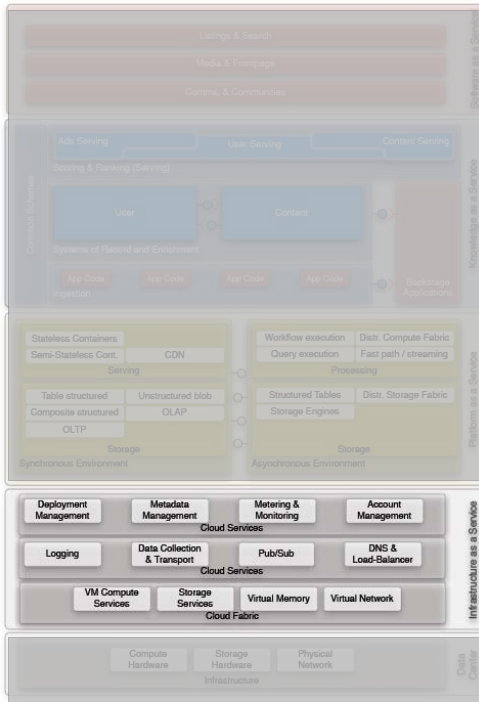 Listings & Search
Media & Frontpage
Comms. & Communities
Software as a Service
Ads Serving
User Serving
Content Serving
Scoring & Ranking (Serving)
User
Content
Systems of Record and Enrichment
App Code
App Code
App Code
App Code
Ingestion
Backstage
Applications
Knowledge as a Service
Stateless Containers
Semi-Stateless Cont.
CDN
Serving
Workflow execution
Distr. Compute Fabric
Query execution
Fast path / streaming
Processing
Table structured
Unstructured blob
Composite structured
OLAP
OLTP
Storage
Synchronous Environment
Structured Tables
Distr. Storage Fabric
Storage Engines
Storage
Asynchronous Environment
Platform as a Service
Deployment
Management
Metadata
Management
Metering &
Monitoring
Account
Management
Cloud Services
Logging
Data Collection
& Transport
Pub/Sub
DNS &
Load-Balancer
Cloud Services
VM Compute
Services
Storage
Services
Virtual Memory
Virtual Network
Cloud Fabric
Infrastructure as a Service
Compute
Hardware
Storage
Hardware
Physical
Network
Infrastructure
Data
Center